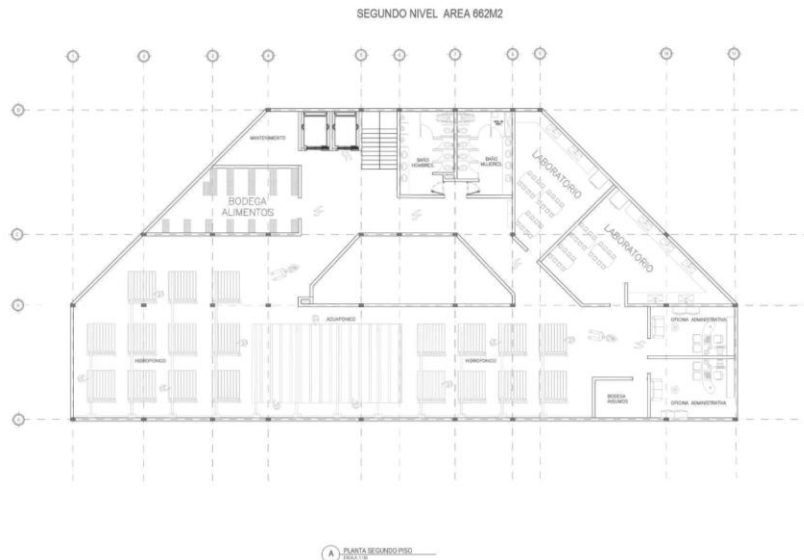 SEGUNDO NIVEL AREA 662M2
MANTENIMIENTO
BODEGA
ALIMENTOS
BAÑO
HOMBRES
BAÑO
MUJERES
LABORATORIO
LABORATORIO
HIDROPONICO
ACUAPONICO
HIDROPONICO
BODEGA
INSUMOS
OFICINA ADMINISTRATIVA
OFICINA ADMINISTRATIVA
A
PLANTA SEGUNDO PISO